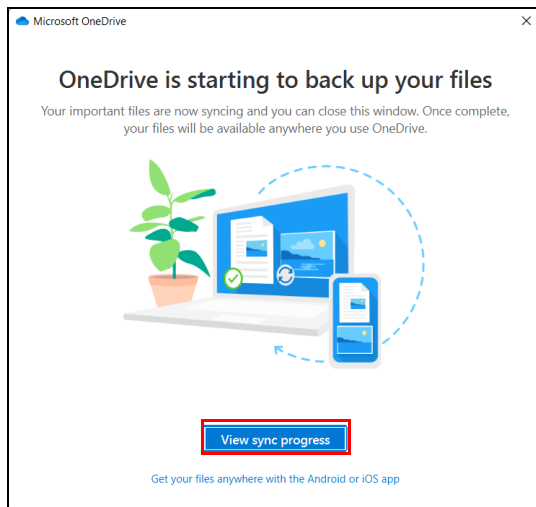 Microsoft OneDrive
OneDrive is starting to back up your files
Your important files are now syncing and you can close this window. Once complete,
your files will be available anywhere you use OneDrive.
View sync progress
Get your files anywhere with the Android or iOS app